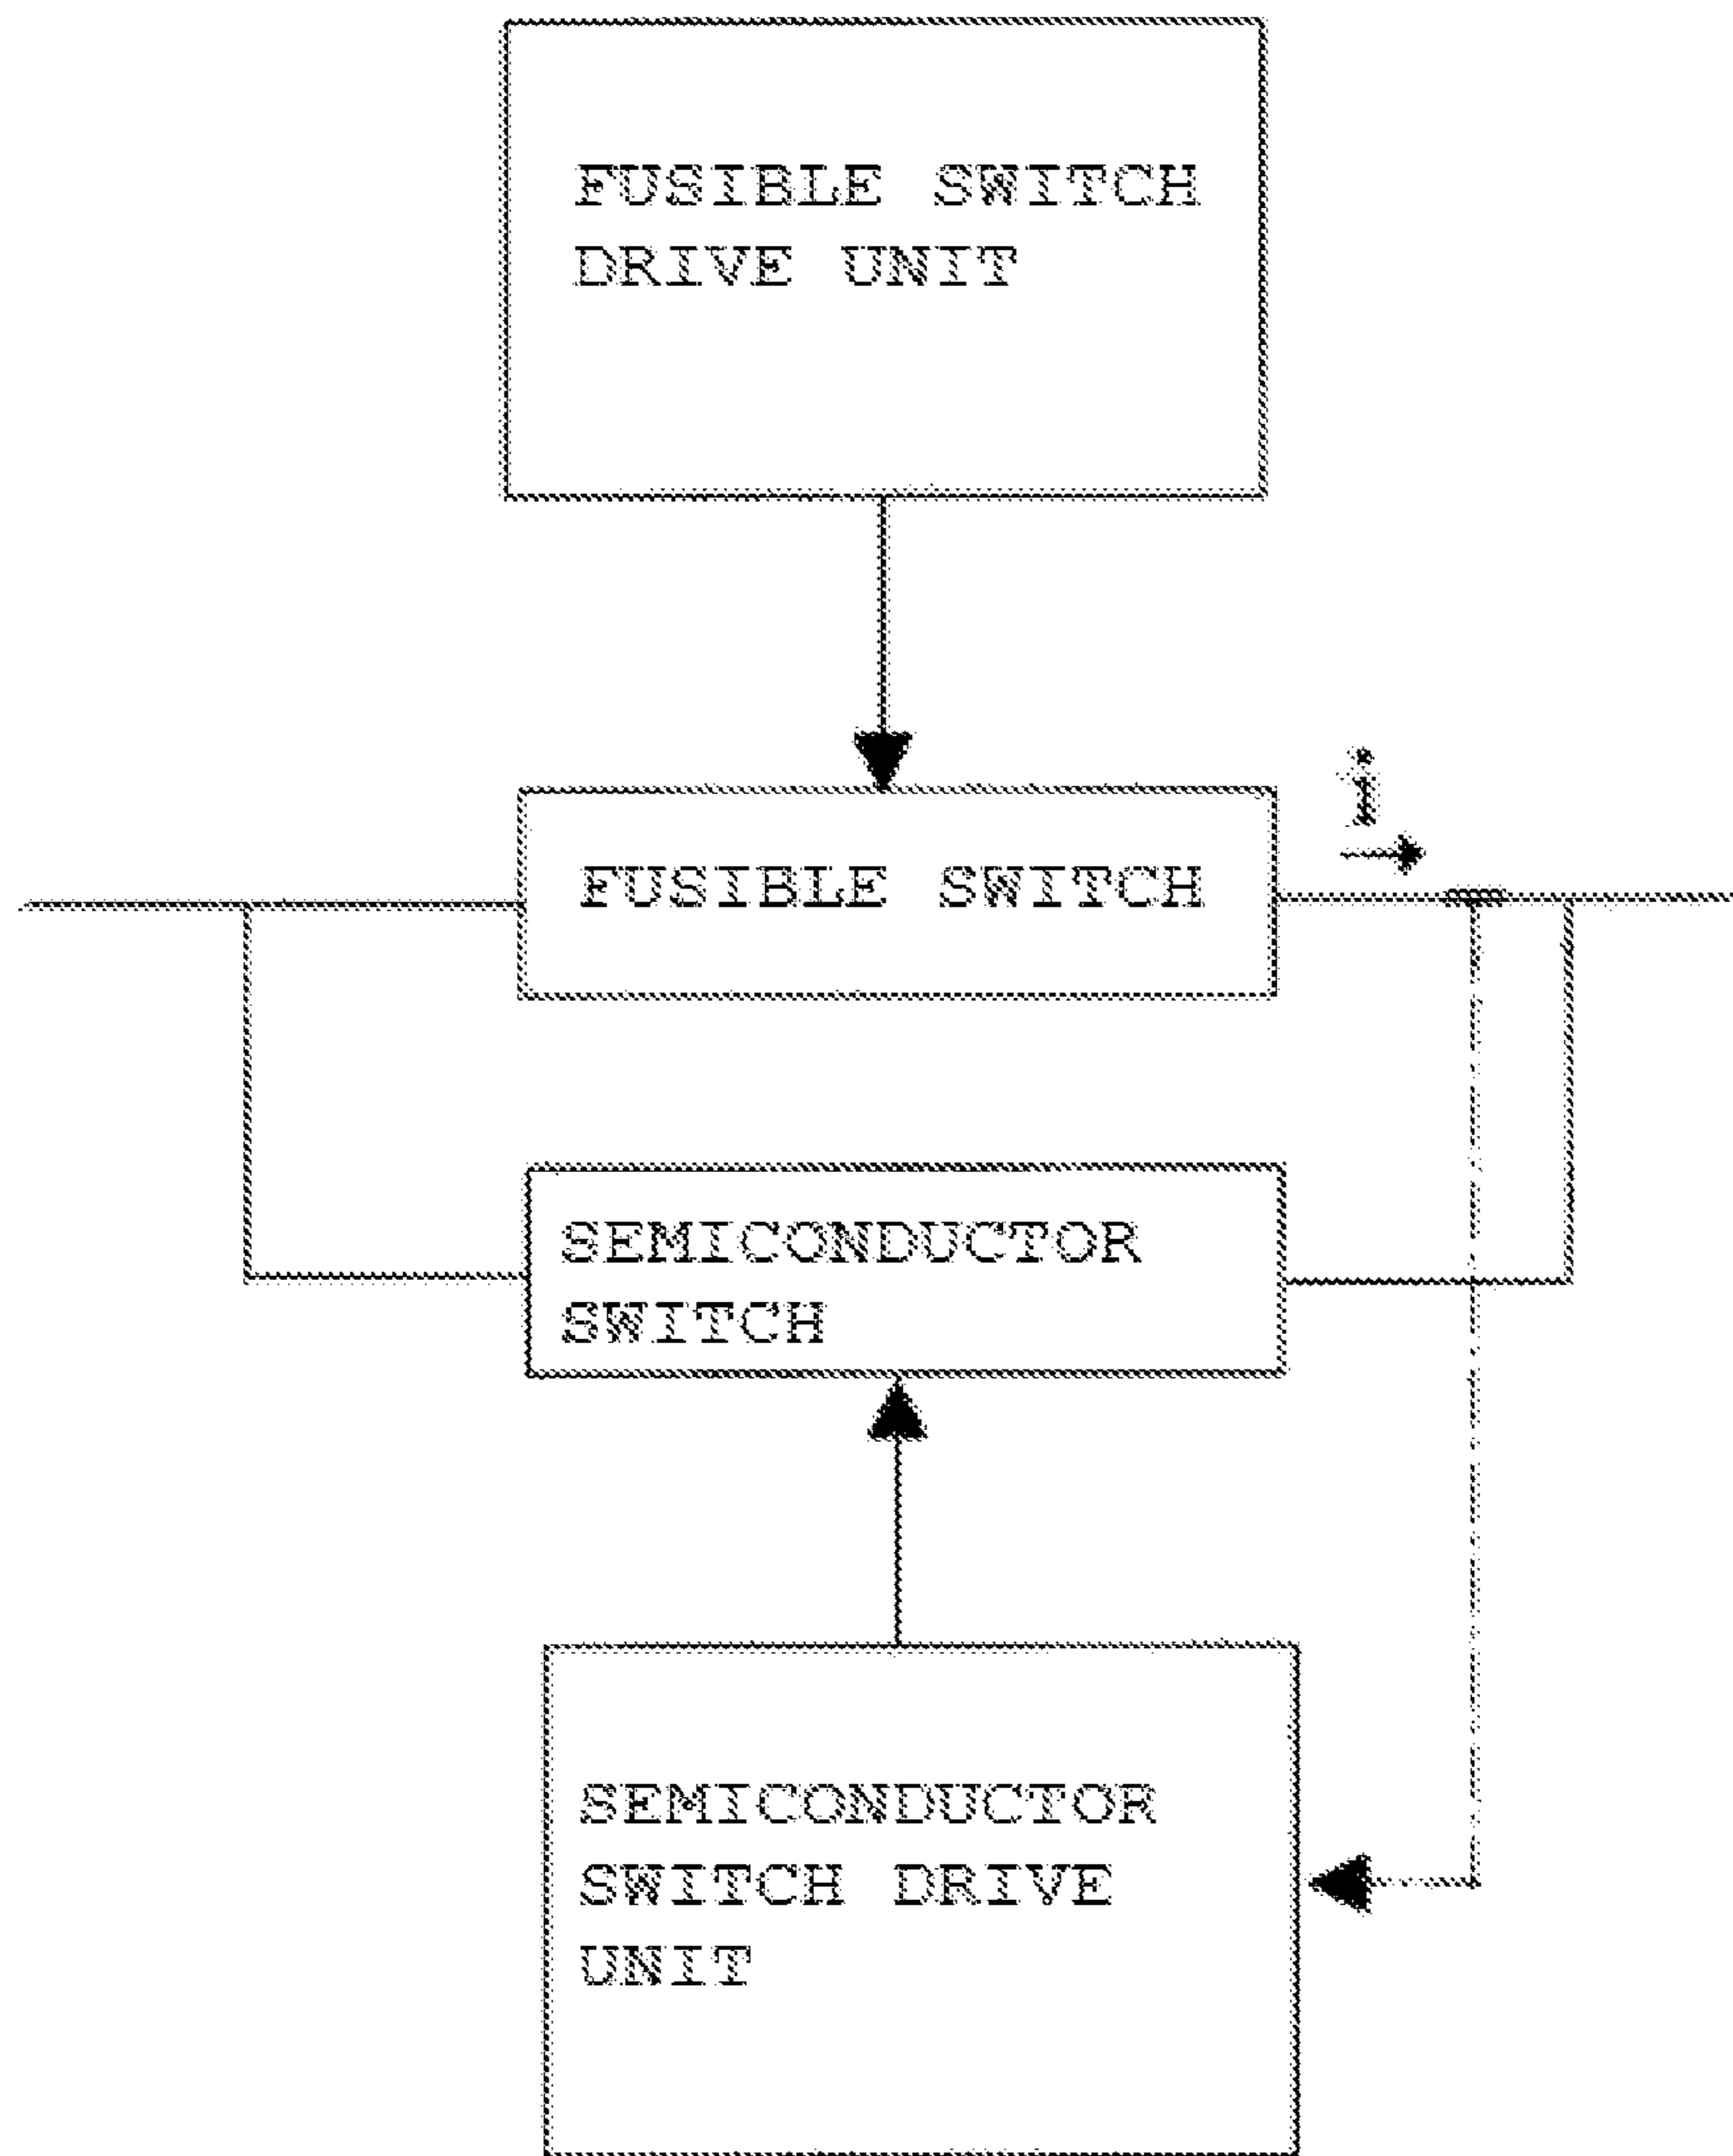 FUSIBLE SWITCH
DRIVE UNIT
i
FUSIBLE SWITCH
SEMICONDUCTOR
SWITCH
SEMICONDUCTOR
SWITCH DRIVE
UNIT